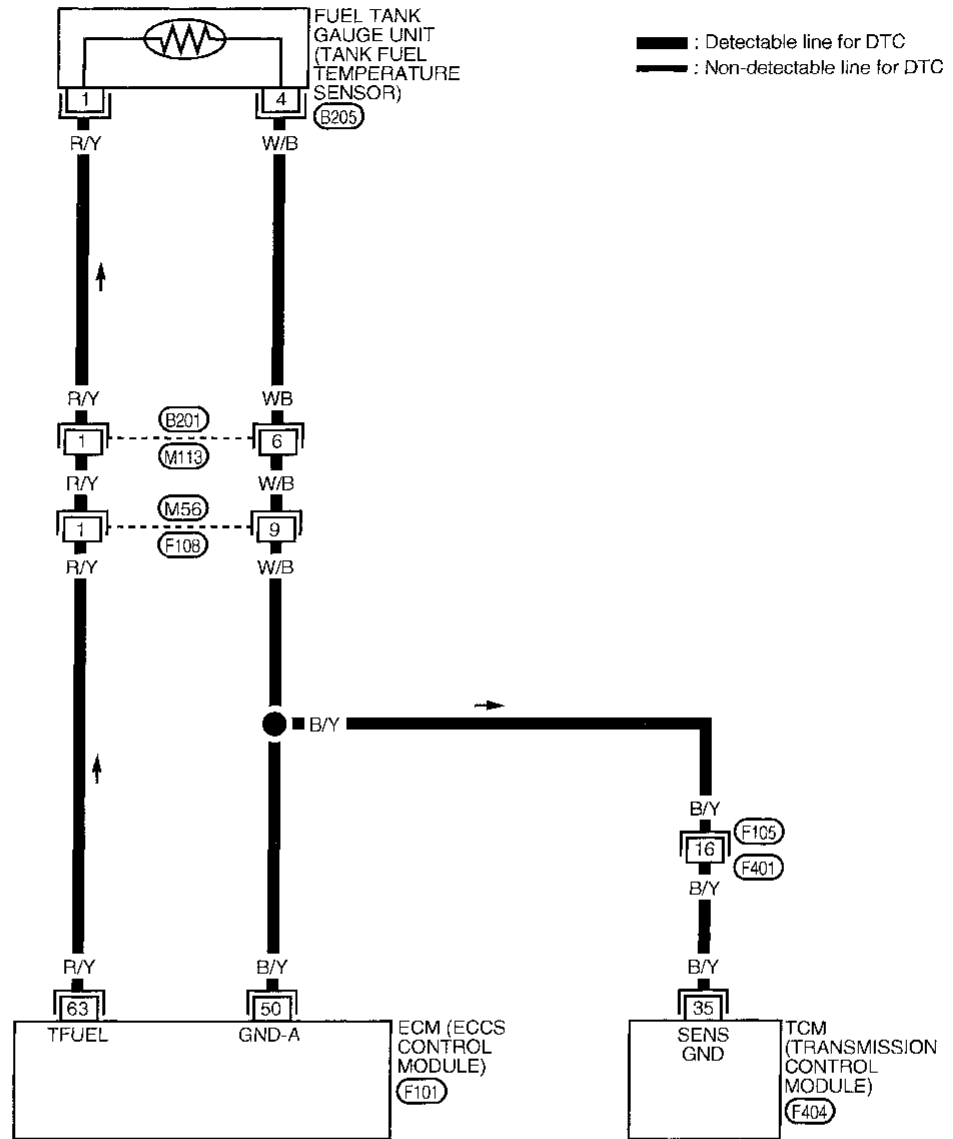 FUEL TANK
GAUGE UNIT
(TANK FUEL
TEMPERATURE
SENSOR)
B205
: Detectable line for DTC
: Non-detectable line for DTC
1
4
R/Y
W/B
R/Y
WB
B201
1
6
M113
R/Y
W/B
M56
1
9
F108
R/Y
W/B
B/Y
B/Y
F105
16
F401
B/Y
R/Y
B/Y
B/Y
63
50
35
TFUEL
GND-A
ECM (ECCS
CONTROL
MODULE)
F101
SENS
GND
TCM
(TRANSMISSION
CONTROL
MODULE)
F404